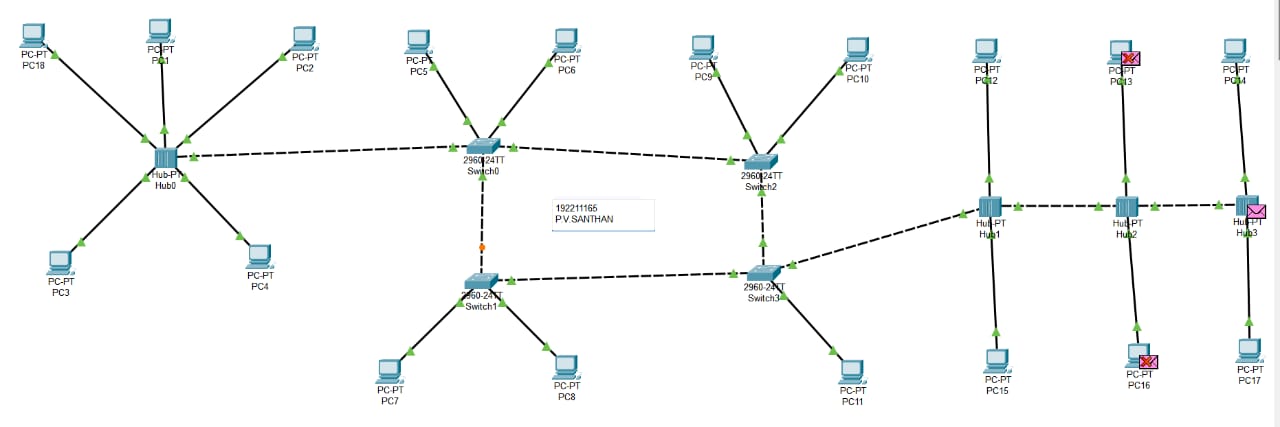 PC-PT
PC18
PC-PT
PC1
PC-PT
PC2
PC-PT
PC5
PC-PT
PC6
PC-PT
PC9
PC-PT
PC10
PC-PT
PC12
PC-PT
PC13
PC-PT
PC14
Hub-PT
Hub0
2960-24TT
Switch0
2960-24TT
Switch2
192211165
P.V.SANTHAN
Hub-PT
Hub1
Hub-PT
Hub2
Hub-PT
Hub3
PC-PT
PC3
PC-PT
PC4
2960-24TT
Switch1
2960-24TT
Switch3
PC-PT
PC7
PC-PT
PC8
PC-PT
PC11
PC-PT
PC15
PC-PT
PC16
PC-PT
PC17